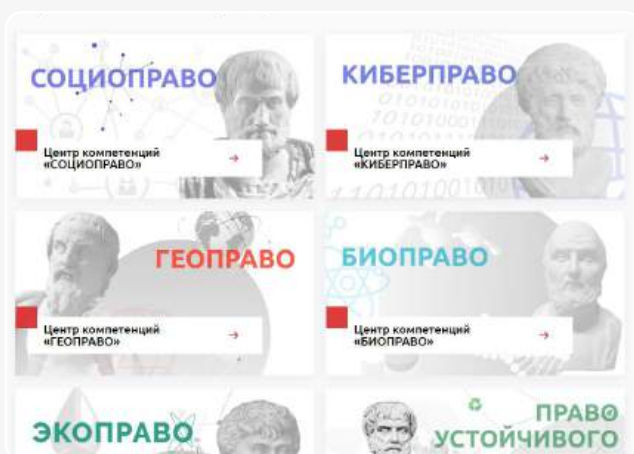 СОЦИОПРАВО
Центр компетенций
«СОЦИОПРАВО»
КИБЕРПРАВО
Центр компетенций
«КИБЕРПРАВО»
ГЕОПРАВО
Центр компетенций
«ГЕОПРАВО»
БИОПРАВО
Центр компетенций
«БИОПРАВО»
ЭКОПРАВО
ПРАВО
УСТОЙЧИВОГО